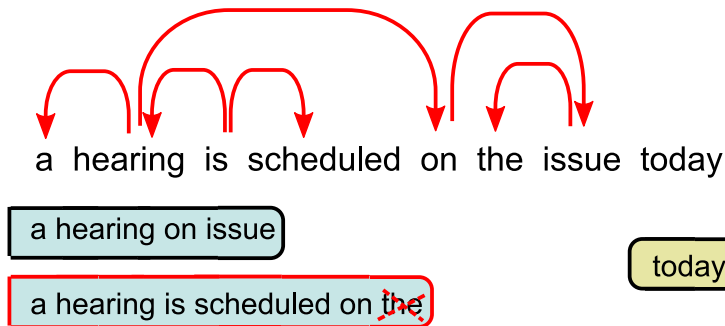 a hearing is scheduled on the issue today
a hearing on issue
today
a hearing is scheduled on the